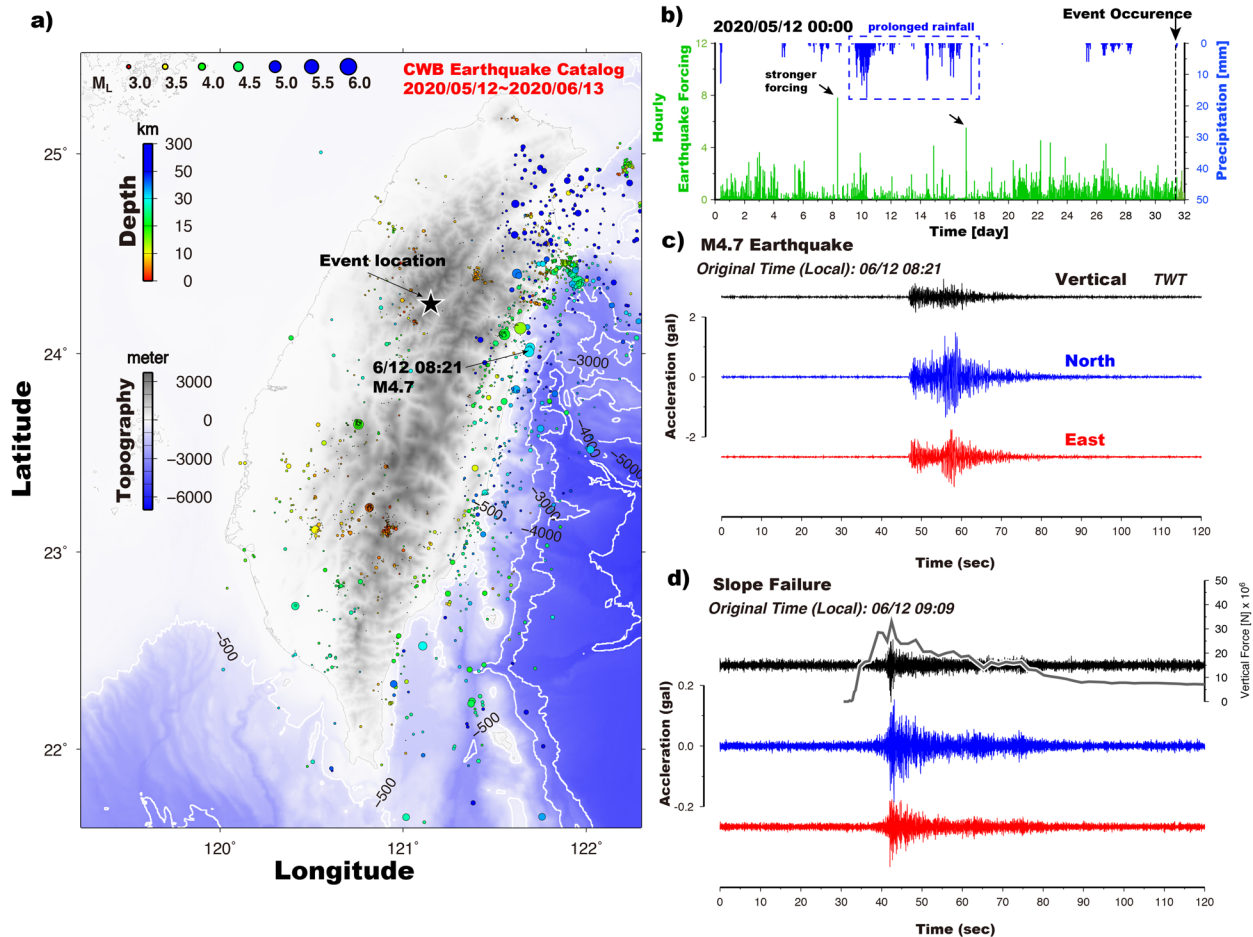 a)
M_L 3.0 3.5 4.0 4.5 5.0 5.5 6.0
CWB Earthquake Catalog
2020/05/12~2020/06/13
km
300
50
30
15
10
0
Depth
meter
3000
0
−3000
−6000
Topography
Event location
6/12 08:21
M4.7
−3000
−4000
−5000
−3000
−500
−4000
−500
−500
−500
25°
24°
23°
22°
Latitude
120° 121° 122°
Longitude
b)
2020/05/12 00:00
prolonged rainfall
Event Occurence
stronger
forcing
Hourly
Earthquake Forcing
12
8
4
0
0
10
20
30
40
50
Precipitation [mm]
0 2 4 6 8 10 12 14 16 18 20 22 24 26 28 30 32
Time [day]
c)
M4.7 Earthquake
Original Time (Local): 06/12 08:21
Vertical TWT
North
East
2
0
-2
Accleration (gal)
0 10 20 30 40 50 60 70 80 90 100 110 120
Time (sec)
d)
Slope Failure
Original Time (Local): 06/12 09:09
50
40
30
20
10
0
Vertical Force [N] x 10⁶
0.2
0.0
-0.2
Accleration (gal)
0 10 20 30 40 50 60 70 80 90 100 110 120
Time (sec)